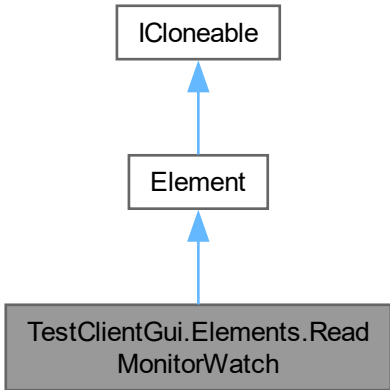 ICloneable
Element
TestClientGui.Elements.Read
MonitorWatch